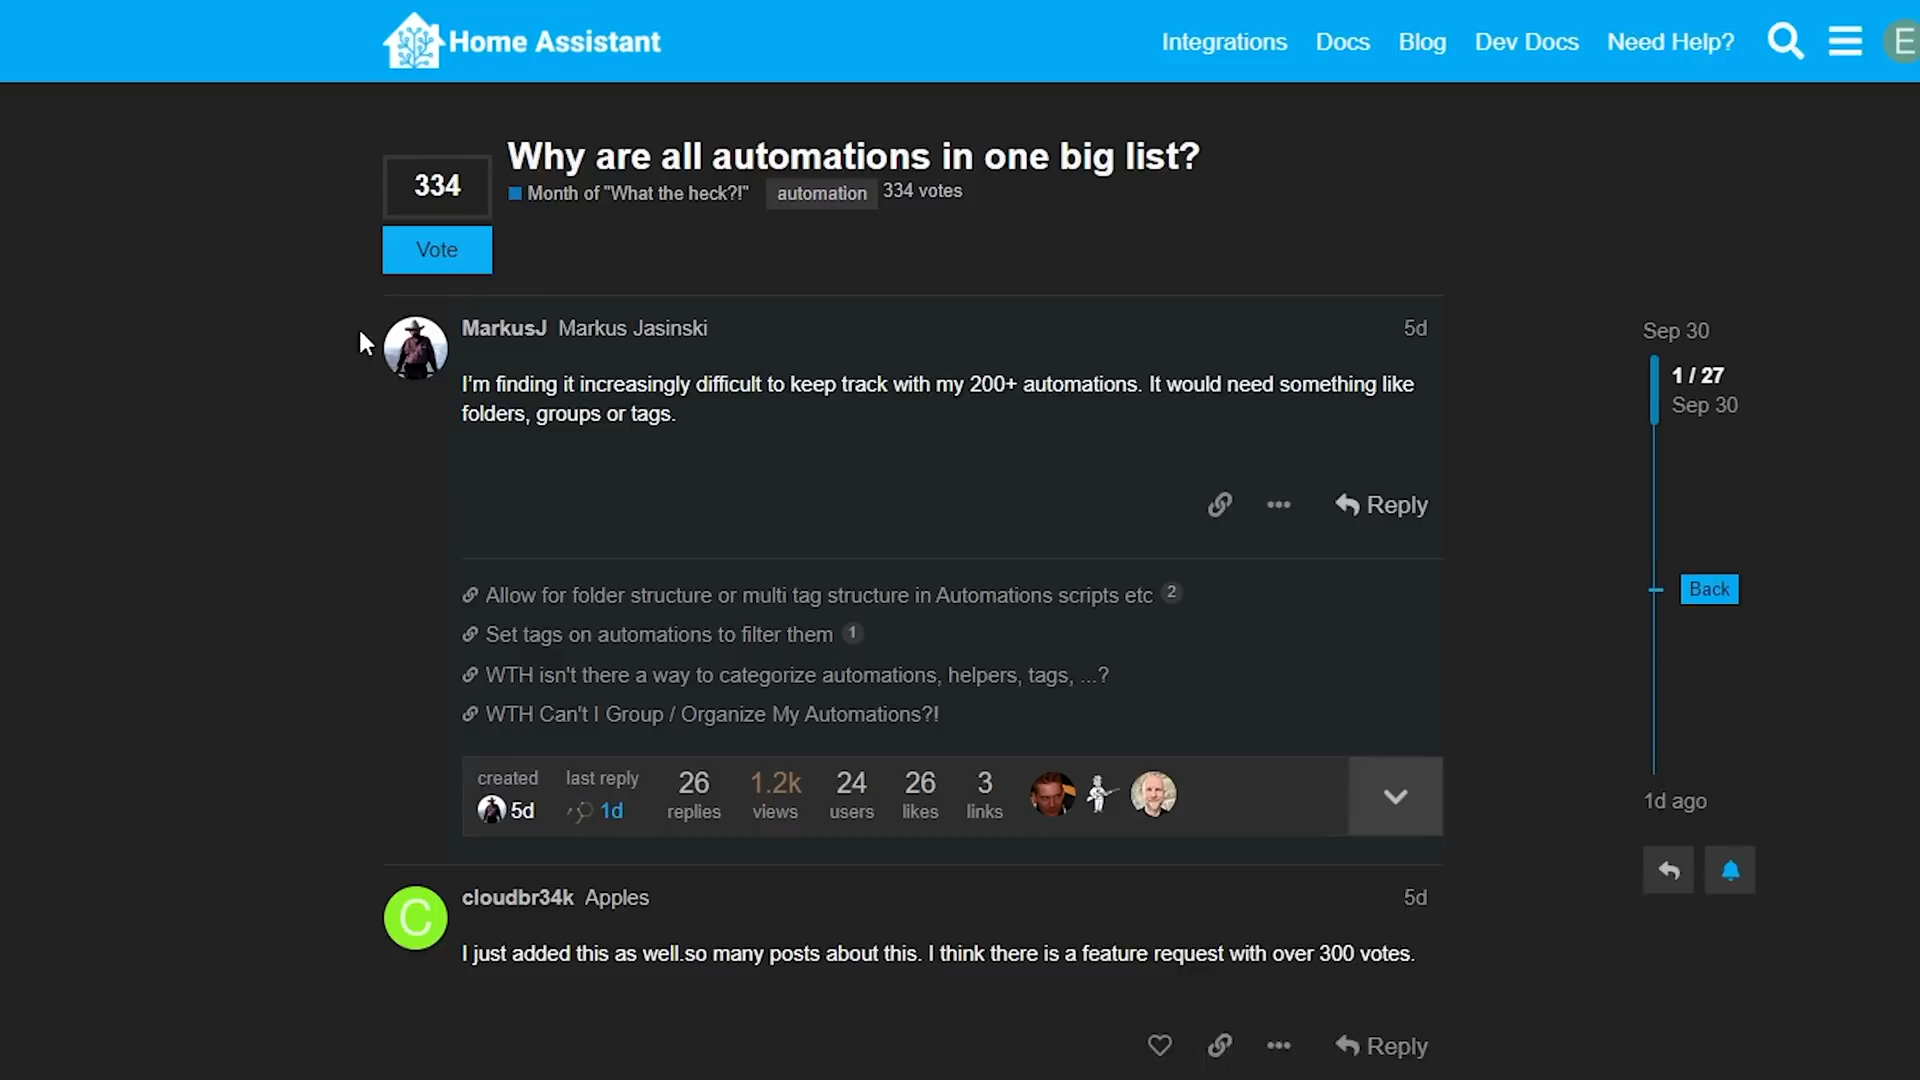 Home Assistant
Integrations Docs Blog Dev Docs Need Help? E
334
Vote
Why are all automations in one big list?
Month of "What the heck?!" automation 334 votes
MarkusJ Markus Jasinski 5d
I'm finding it increasingly difficult to keep track with my 200+ automations. It would need something like
folders, groups or tags.
Reply
Allow for folder structure or multi tag structure in Automations scripts etc 2
Set tags on automations to filter them 1
WTH isn't there a way to categorize automations, helpers, tags, ...?
WTH Can't I Group / Organize My Automations?!
created last reply 26 1.2k 24 26 3
5d 1d replies views users likes links
C
cloudbr34k Apples 5d
I just added this as well.so many posts about this. I think there is a feature request with over 300 votes.
Reply
Sep 30
1 / 27
Sep 30
Back
1d ago